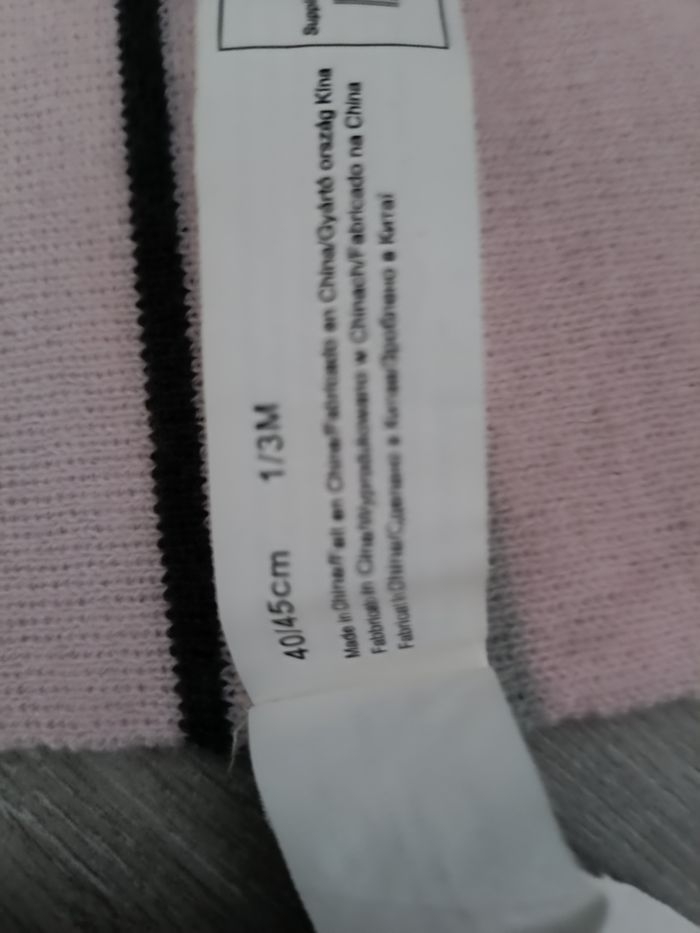 40/45cm 1/3M
Made in China/Fait en Chine/Fabricado en China/Gyártó ország Kína
Fabbricato in Cina/Wyprodukowano w Chinach/Fabricado na China
Fabricat în China/Сделано в Китае/Зроблено в Китаї